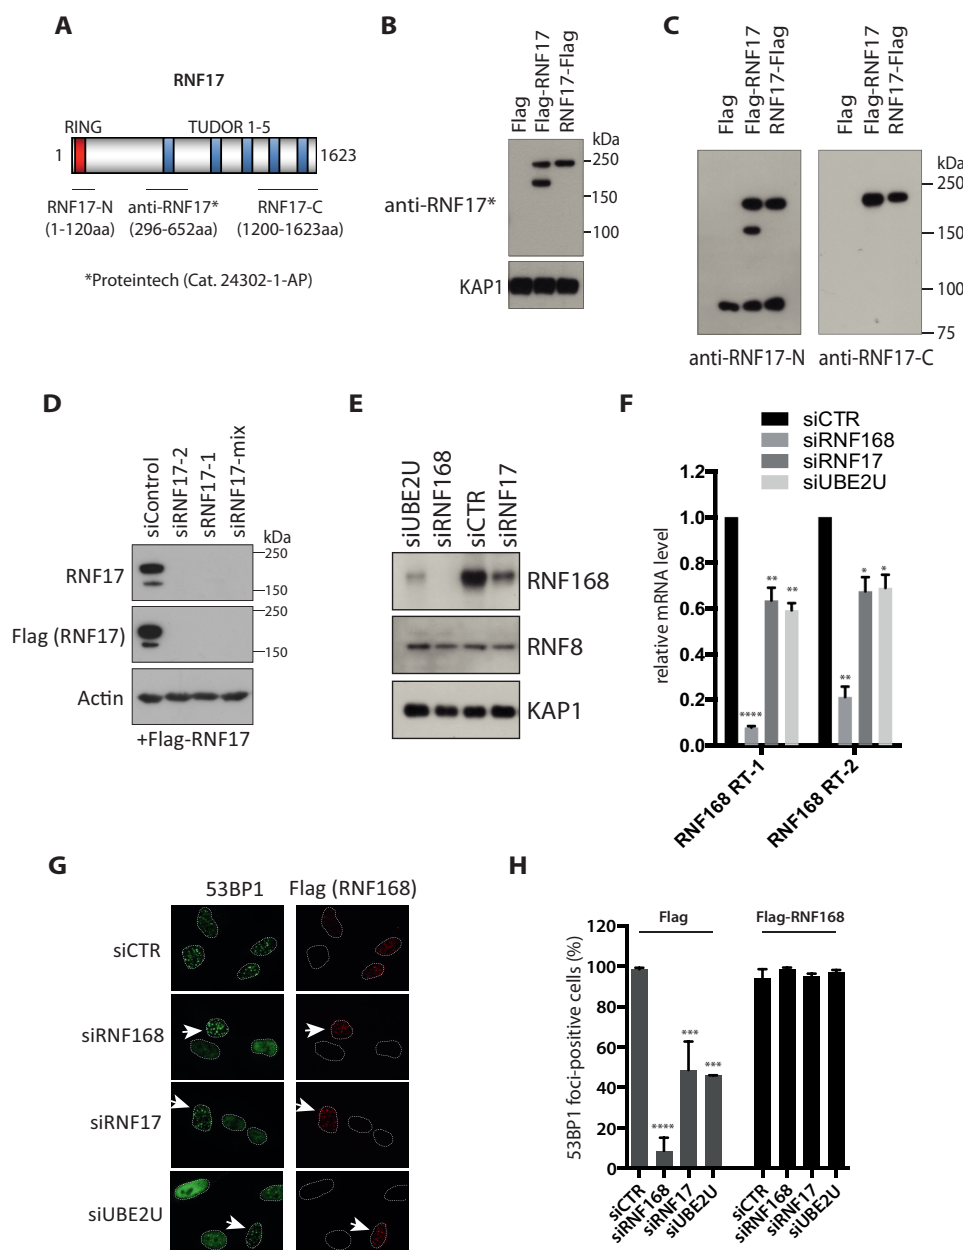 A
RNF17
RING
TUDOR 1-5
1
1623
RNF17-N
(1-120aa)
anti-RNF17*
(296-652aa)
RNF17-C
(1200-1623aa)
*Proteintech (Cat. 24302-1-AP)
B
Flag
Flag-RNF17
RNF17-Flag
kDa
250
150
100
anti-RNF17*
KAP1
C
Flag
Flag-RNF17
RNF17-Flag
Flag
Flag-RNF17
RNF17-Flag
kDa
250
150
100
75
anti-RNF17-N
anti-RNF17-C
D
siControl
siRNF17-2
sRNF17-1
siRNF17-mix
kDa
250
150
250
150
RNF17
Flag (RNF17)
Actin
+Flag-RNF17
E
siUBE2U
siRNF168
siCTR
siRNF17
RNF168
RNF8
KAP1
F
siCTR
siRNF168
siRNF17
siUBE2U
relative mRNA level
1.2
1.0
0.8
0.6
0.4
0.2
0.0
****
**
**
**
*
*
RNF168 RT-1
RNF168 RT-2
G
53BP1
Flag (RNF168)
siCTR
siRNF168
siRNF17
siUBE2U
H
Flag
Flag-RNF168
53BP1 foci-positive cells (%)
120
100
80
60
40
20
0
****
***
***
siCTR
siRNF168
siRNF17
siUBE2U
siCTR
siRNF168
siRNF17
siUBE2U